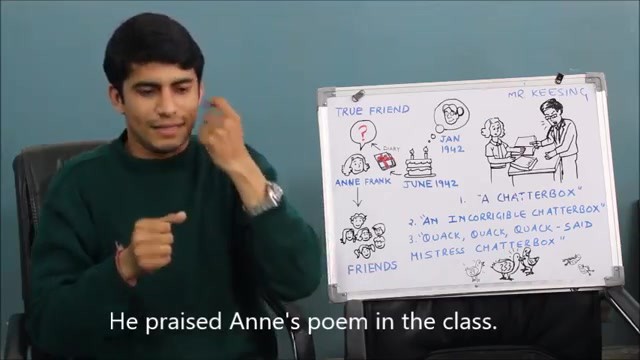 TRUE FRIEND
MR KEESING
?
DIARY
JAN
1942
ANNE FRANK
JUNE 1942
1. "A CHATTERBOX"
2. "AN INCORRIGIBLE CHATTERBOX"
3. "QUACK, QUACK, QUACK - SAID
MISTRESS CHATTERBOX"
FRIENDS
He praised Anne's poem in the class.